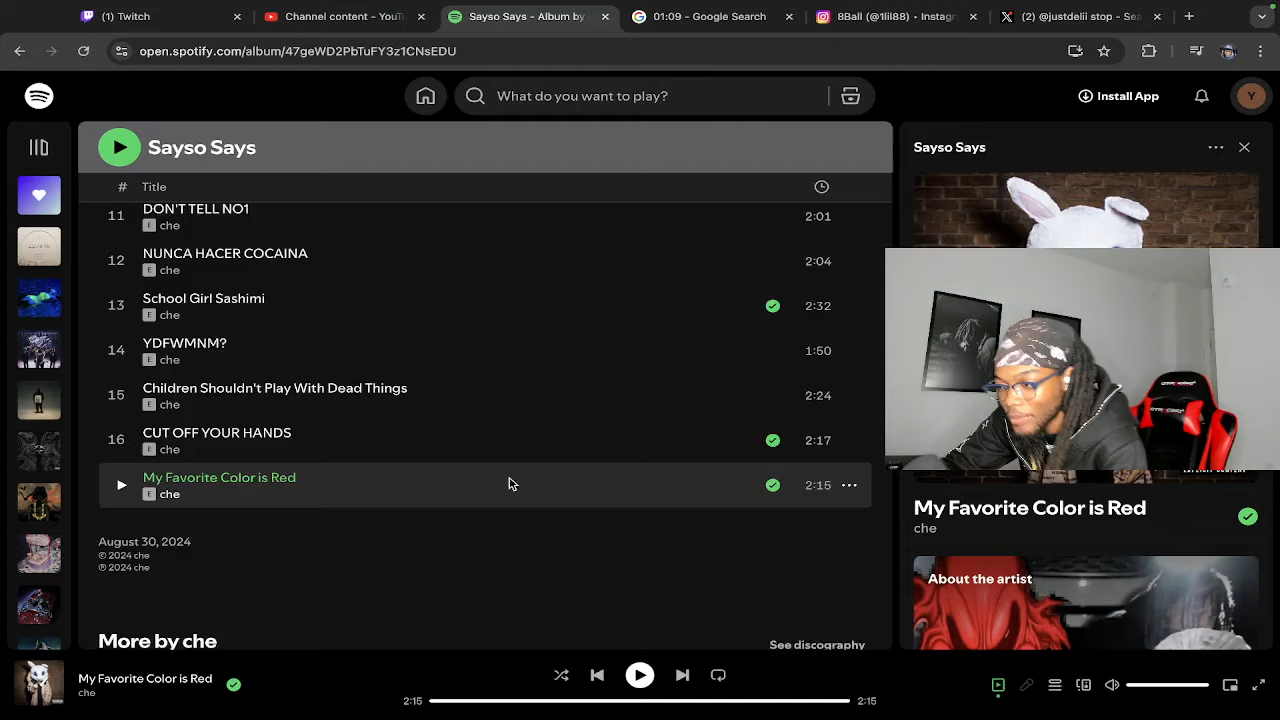 Twitch
Channel content - YouTu
Sayso Says - Album by
01:09 - Google Search
8Ball (@1lil88) • Instagr
(2) @justdelii stop - Sea
open.spotify.com/album/47geWD2PbTuFY3z1CNsEDU
What do you want to play?
Install App
Y
Sayso Says
# Title
11 DON'T TELL NO1 2:01
E che
12 NUNCA HACER COCAINA 2:04
E che
13 School Girl Sashimi 2:32
E che
14 YDFWMNM? 1:50
E che
15 Children Shouldn't Play With Dead Things 2:24
E che
16 CUT OFF YOUR HANDS 2:17
E che
My Favorite Color is Red 2:15
E che
August 30, 2024
© 2024 che
℗ 2024 che
More by che
See discography
Sayso Says
My Favorite Color is Red
che
About the artist
My Favorite Color is Red
che
2:15
2:15